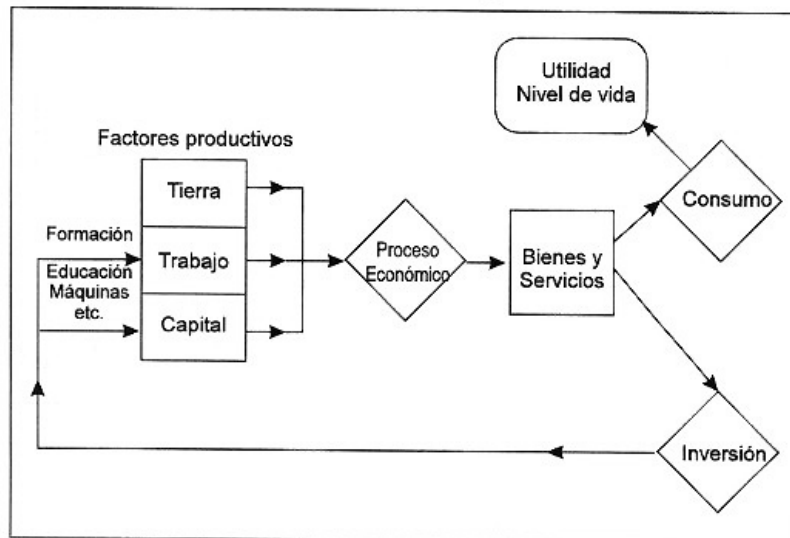 Utilidad
Nivel de vida
Factores productivos
Tierra
Consumo
Formación
Trabajo
Proceso
Económico
Bienes y
Servicios
Educación
Máquinas
etc.
Capital
Inversión